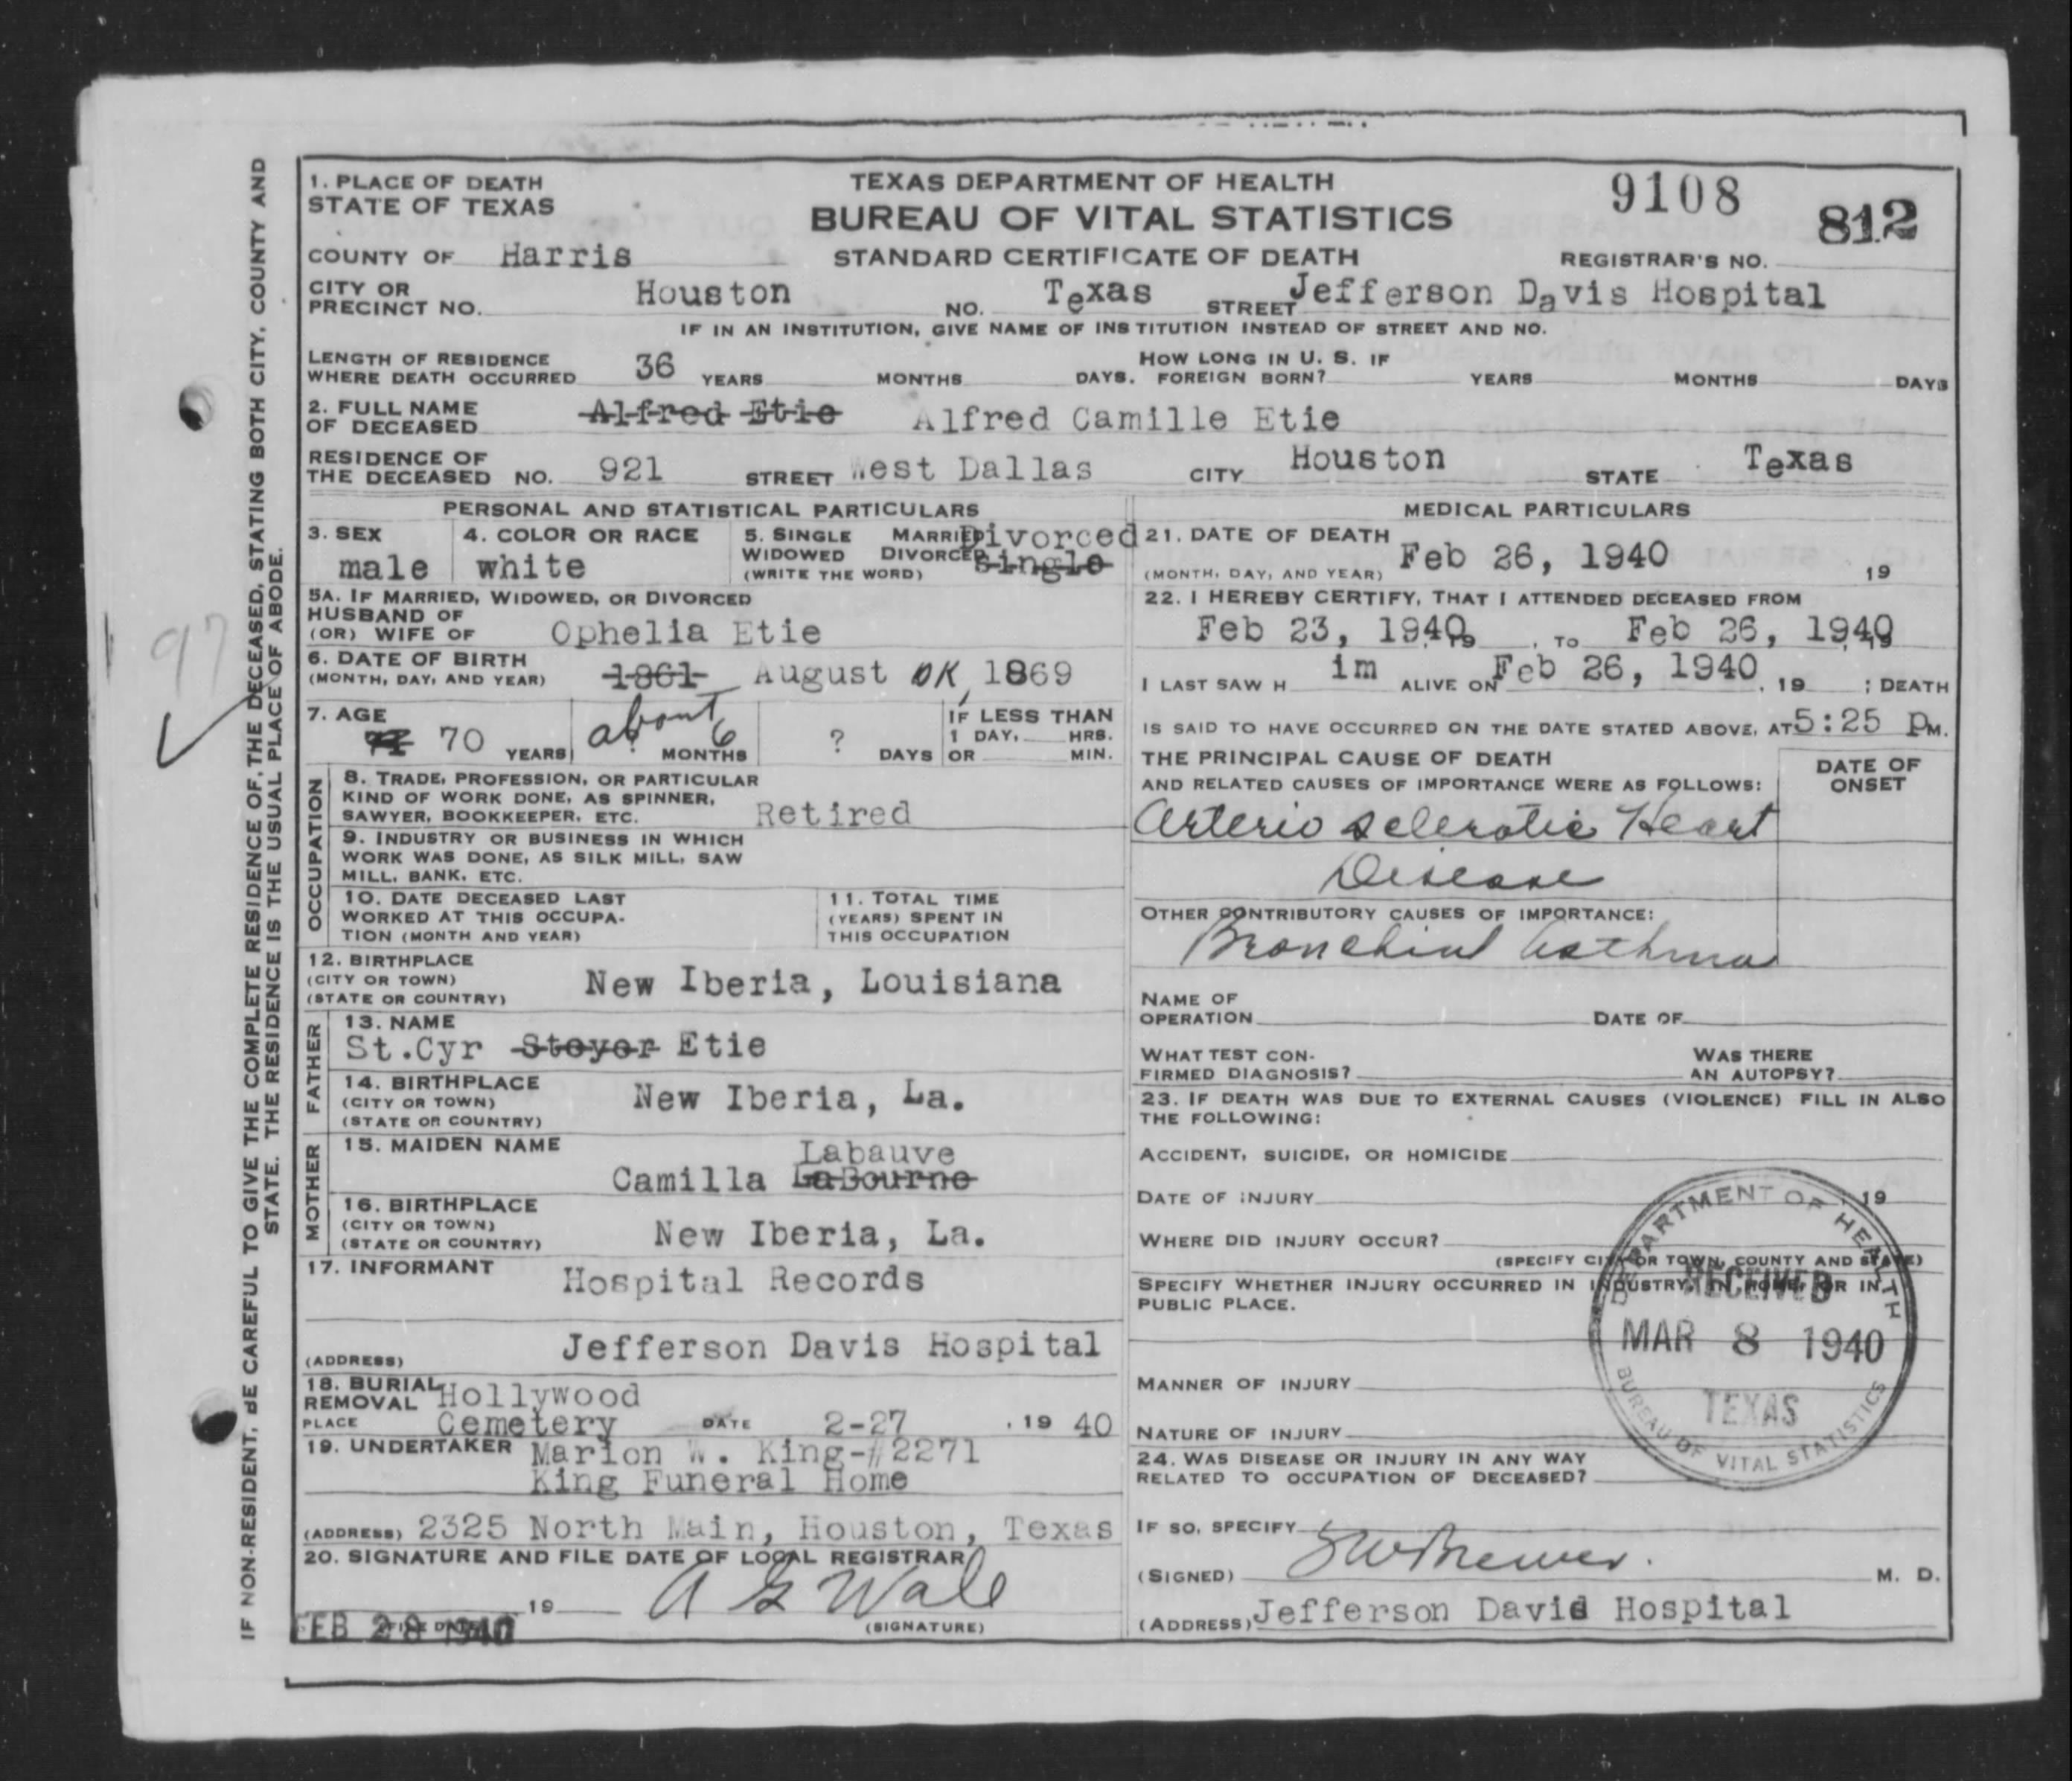 IF NON-RESIDENT, BE CAREFUL TO GIVE THE COMPLETE RESIDENCE OF THE DECEASED, STATING BOTH CITY, COUNTY AND
STATE. THE RESIDENCE IS THE USUAL PLACE OF ABODE.
97
1. PLACE OF DEATH
STATE OF TEXAS
TEXAS DEPARTMENT OF HEALTH
BUREAU OF VITAL STATISTICS
STANDARD CERTIFICATE OF DEATH
9108
812
REGISTRAR'S NO.
COUNTY OF Harris
CITY OR
PRECINCT NO. Houston NO. Texas STREET Jefferson Davis Hospital
IF IN AN INSTITUTION, GIVE NAME OF INSTITUTION INSTEAD OF STREET AND NO.
LENGTH OF RESIDENCE
WHERE DEATH OCCURRED 36 YEARS MONTHS DAYS.
HOW LONG IN U. S. IF
FOREIGN BORN? YEARS MONTHS DAYS
2. FULL NAME
OF DECEASED Alfred Etie Alfred Camille Etie
RESIDENCE OF
THE DECEASED NO. 921 STREET West Dallas CITY Houston STATE Texas
PERSONAL AND STATISTICAL PARTICULARS
3. SEX
male
4. COLOR OR RACE
white
5. SINGLE MARRIED Divorced
WIDOWED DIVORCED single
(WRITE THE WORD)
5A. IF MARRIED, WIDOWED, OR DIVORCED
HUSBAND OF
(OR) WIFE OF Ophelia Etie
6. DATE OF BIRTH
(MONTH, DAY, AND YEAR) 1861 August OK 1869
7. AGE
70 YEARS about 6 MONTHS ? DAYS
IF LESS THAN
1 DAY, HRS.
OR MIN.
OCCUPATION
8. TRADE, PROFESSION, OR PARTICULAR
KIND OF WORK DONE, AS SPINNER,
SAWYER, BOOKKEEPER, ETC. Retired
9. INDUSTRY OR BUSINESS IN WHICH
WORK WAS DONE, AS SILK MILL, SAW
MILL, BANK, ETC.
10. DATE DECEASED LAST
WORKED AT THIS OCCUPA-
TION (MONTH AND YEAR)
11. TOTAL TIME
(YEARS) SPENT IN
THIS OCCUPATION
12. BIRTHPLACE
(CITY OR TOWN)
(STATE OR COUNTRY) New Iberia, Louisiana
FATHER
13. NAME
St.Cyr Stoyer Etie
14. BIRTHPLACE
(CITY OR TOWN) New Iberia, La.
(STATE OR COUNTRY)
MOTHER
15. MAIDEN NAME Labauve
Camilla LaBourne
16. BIRTHPLACE
(CITY OR TOWN) New Iberia, La.
(STATE OR COUNTRY)
17. INFORMANT Hospital Records
(ADDRESS) Jefferson Davis Hospital
18. BURIAL Hollywood
REMOVAL
PLACE Cemetery DATE 2-27 , 19 40
19. UNDERTAKER Marion W. King-#2271
King Funeral Home
(ADDRESS) 2325 North Main, Houston, Texas
20. SIGNATURE AND FILE DATE OF LOCAL REGISTRAR
FEB 28 1940 19 A G Wale
(SIGNATURE)
MEDICAL PARTICULARS
21. DATE OF DEATH
(MONTH, DAY, AND YEAR) Feb 26, 1940 19
22. I HEREBY CERTIFY, THAT I ATTENDED DECEASED FROM
Feb 23, 1940, 19 , TO Feb 26, 1940, 19
I LAST SAW H im ALIVE ON Feb 26, 1940 , 19 ; DEATH
IS SAID TO HAVE OCCURRED ON THE DATE STATED ABOVE, AT 5:25 PM.
THE PRINCIPAL CAUSE OF DEATH
AND RELATED CAUSES OF IMPORTANCE WERE AS FOLLOWS:
DATE OF
ONSET
Arterio sclerotic Heart
Disease
OTHER CONTRIBUTORY CAUSES OF IMPORTANCE:
Bronchial Asthma
NAME OF
OPERATION DATE OF
WHAT TEST CON-
FIRMED DIAGNOSIS?
WAS THERE
AN AUTOPSY?
23. IF DEATH WAS DUE TO EXTERNAL CAUSES (VIOLENCE) FILL IN ALSO
THE FOLLOWING:
ACCIDENT, SUICIDE, OR HOMICIDE
DATE OF INJURY , 19
WHERE DID INJURY OCCUR?
(SPECIFY CITY OR TOWN, COUNTY AND STATE)
SPECIFY WHETHER INJURY OCCURRED IN INDUSTRY, IN HOME, OR IN
PUBLIC PLACE.
MANNER OF INJURY
NATURE OF INJURY
24. WAS DISEASE OR INJURY IN ANY WAY
RELATED TO OCCUPATION OF DECEASED?
IF SO, SPECIFY
(SIGNED) SW Brewer. M. D.
(ADDRESS) Jefferson David Hospital
DEPARTMENT OF HEALTH
RECEIVED
MAR 8 1940
TEXAS
BUREAU OF VITAL STATISTICS